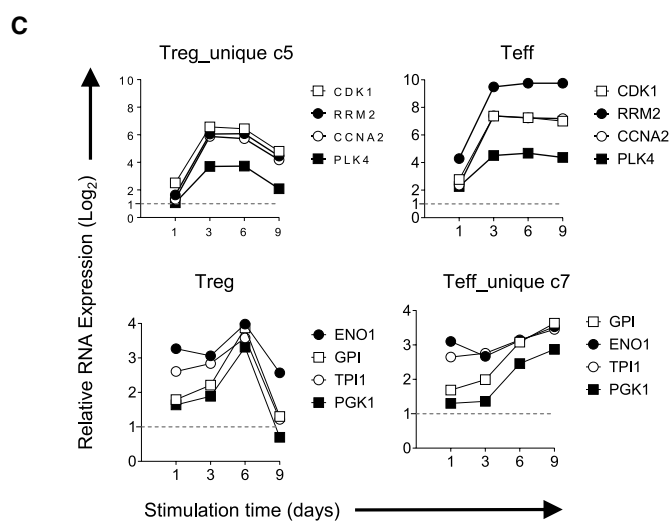 C
Treg_unique c5
Teff
Relative RNA Expression (Log2)
10
8
6
4
2
1
0
1 3 6 9
CDK1
RRM2
CCNA2
PLK4
10
8
6
4
2
1
0
1 3 6 9
CDK1
RRM2
CCNA2
PLK4
Treg
Teff_unique c7
4
3
2
1
0
1 3 6 9
ENO1
GPI
TPI1
PGK1
4
3
2
1
0
1 3 6 9
GPI
ENO1
TPI1
PGK1
Stimulation time (days)